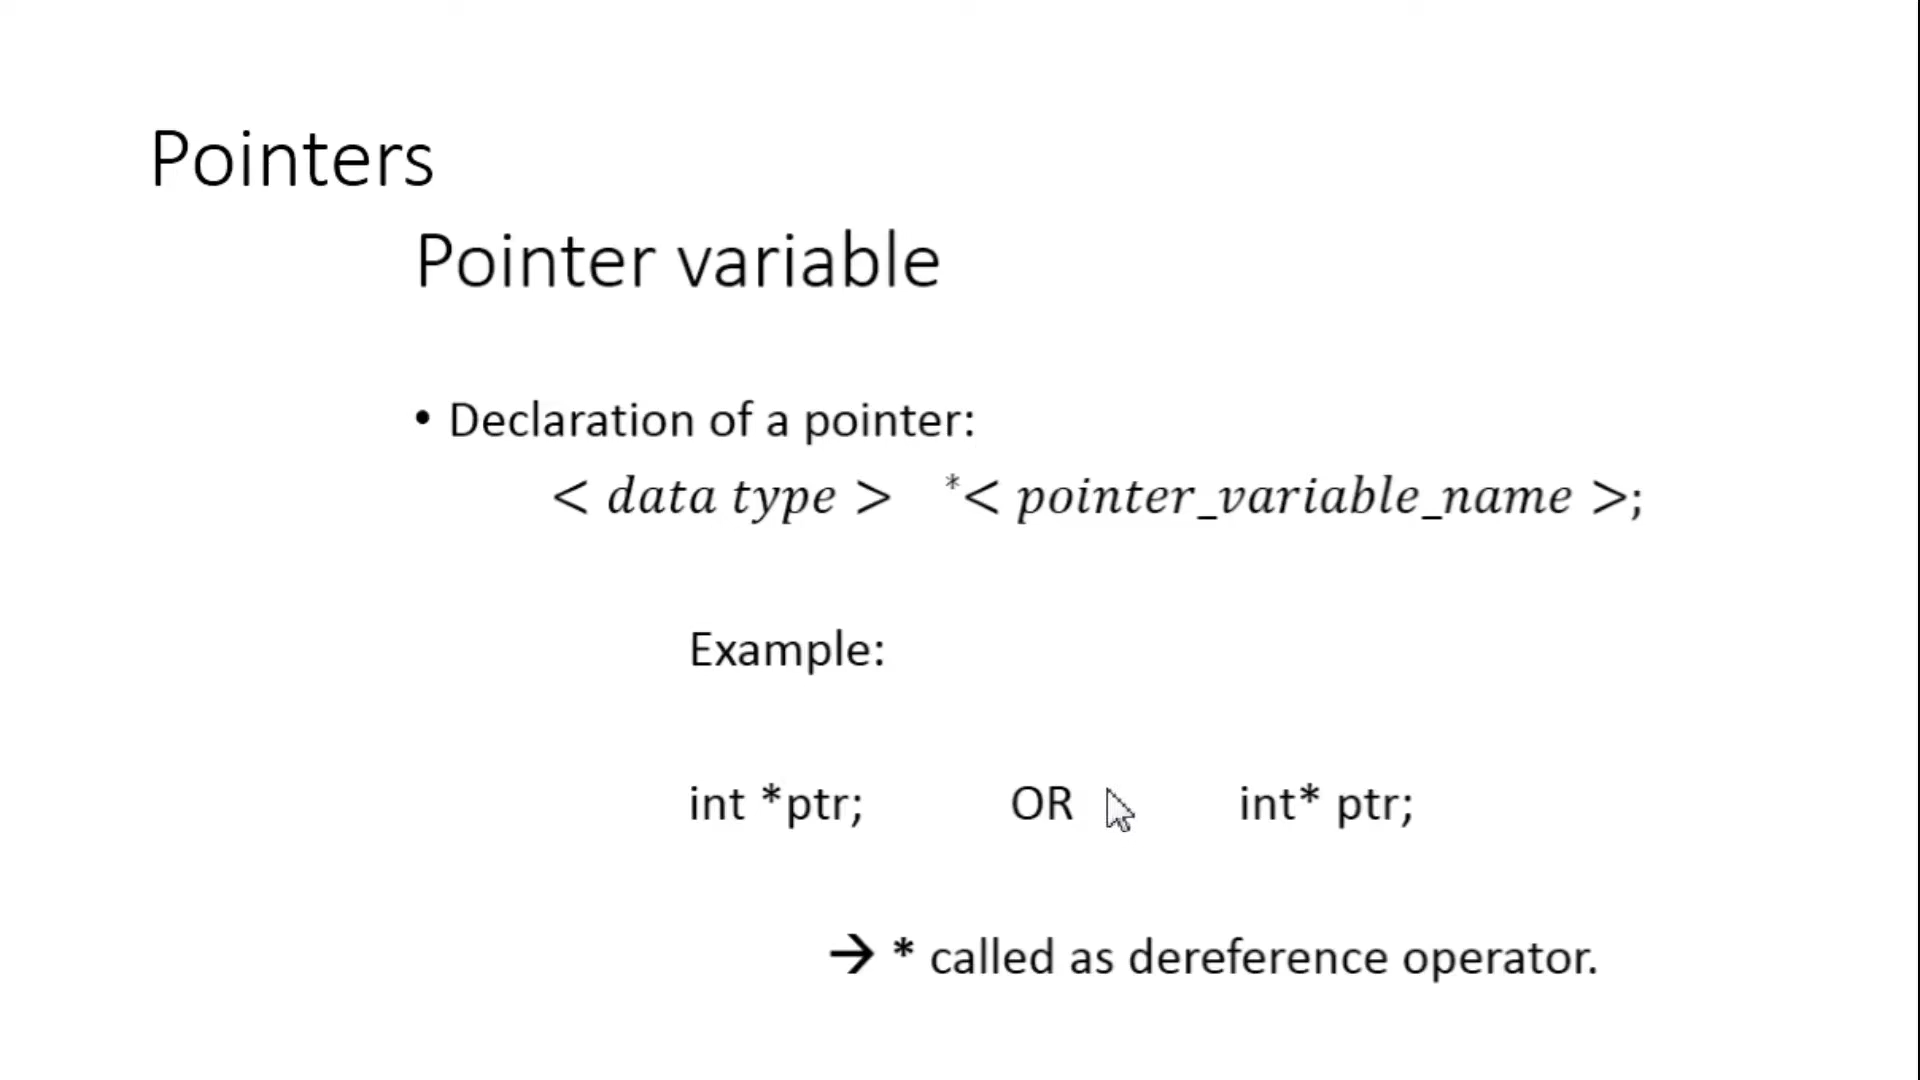 Pointers
Pointer variable
• Declaration of a pointer:
< data type > *< pointer_variable_name >;
Example:
int *ptr; OR int* ptr;
→ * called as dereference operator.